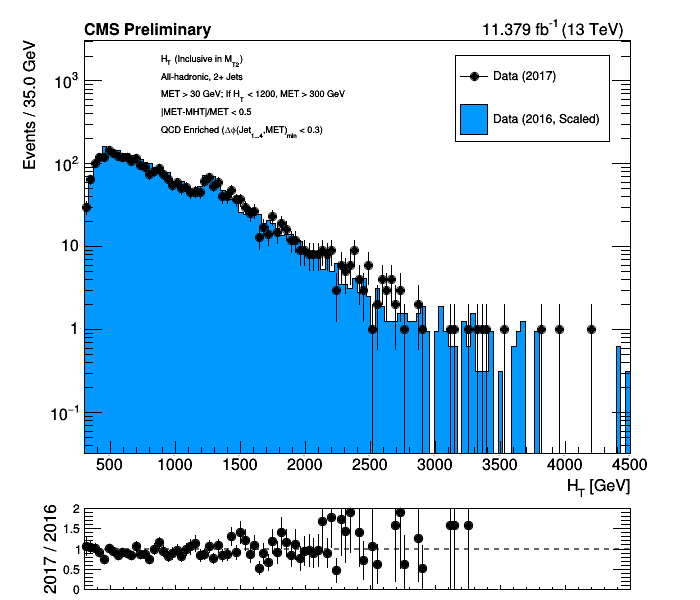 CMS Preliminary
11.379 fb⁻¹ (13 TeV)
Events / 35.0 GeV
H_T (Inclusive in M_T2)
All-hadronic, 2+ Jets
MET > 30 GeV; If H_T < 1200, MET > 300 GeV
|MET-MHT|/MET < 0.5
QCD Enriched (Δϕ(Jet_1...4,MET)_min < 0.3)
Data (2017)
Data (2016, Scaled)
10³
10²
10
1
10⁻¹
500 1000 1500 2000 2500 3000 3500 4000 4500
H_T [GeV]
2017 / 2016
2
1.5
1
0.5
0